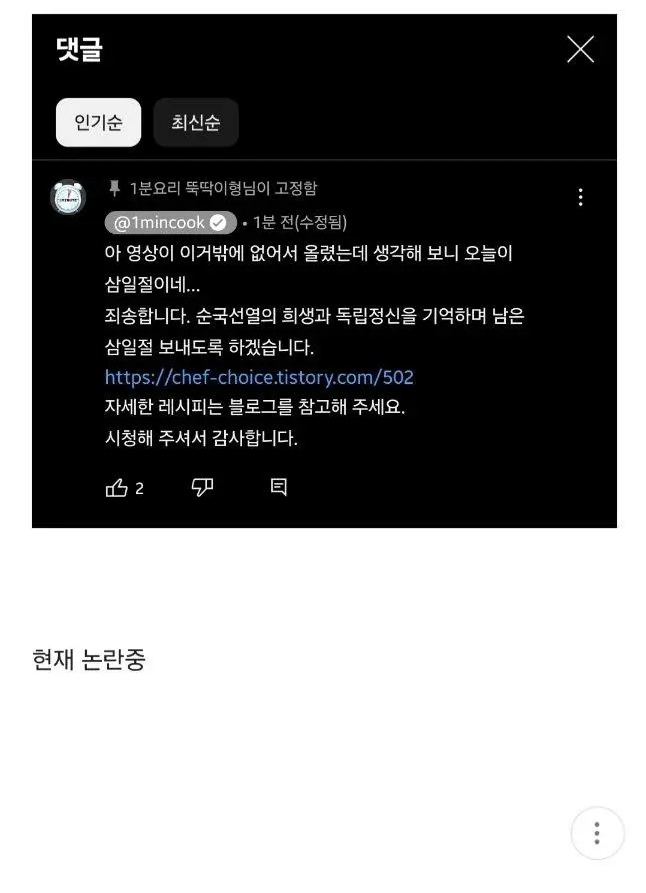 댓글
인기순 최신순
1분요리 뚝딱이형님이 고정함
@1mincook • 1분 전(수정됨)
아 영상이 이거밖에 없어서 올렸는데 생각해 보니 오늘이
삼일절이네...
죄송합니다. 순국선열의 희생과 독립정신을 기억하며 남은
삼일절 보내도록 하겠습니다.
https://chef-choice.tistory.com/502
자세한 레시피는 블로그를 참고해 주세요.
시청해 주셔서 감사합니다.
2
현재 논란중